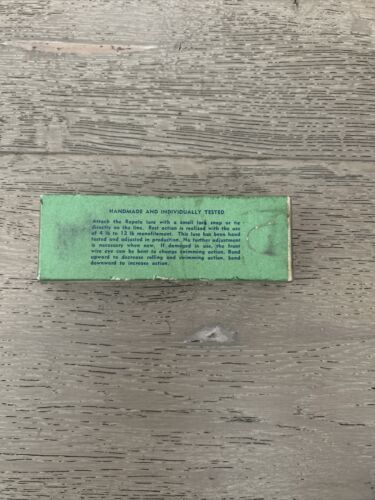 HANDMADE AND INDIVIDUALLY TESTED
Attach the Rapala lure with a small lock snap or tie
directly on the line. Best action is realized with the use
of 4 lb to 12 lb monofilament. This lure has been hand
tested and adjusted in production. No further adjustment
is necessary when new. If damaged in use, the front
wire eye can be bent to change swimming action. Bend
upward to decrease rolling and swimming action, bend
downward to increase action.